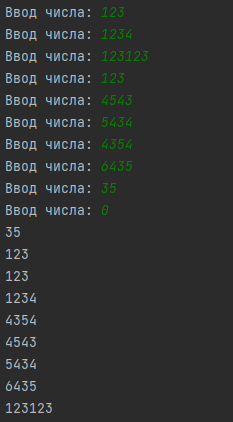 Ввод числа: 123
Ввод числа: 1234
Ввод числа: 123123
Ввод числа: 123
Ввод числа: 4543
Ввод числа: 5434
Ввод числа: 4354
Ввод числа: 6435
Ввод числа: 35
Ввод числа: 0
35
123
123
1234
4354
4543
5434
6435
123123